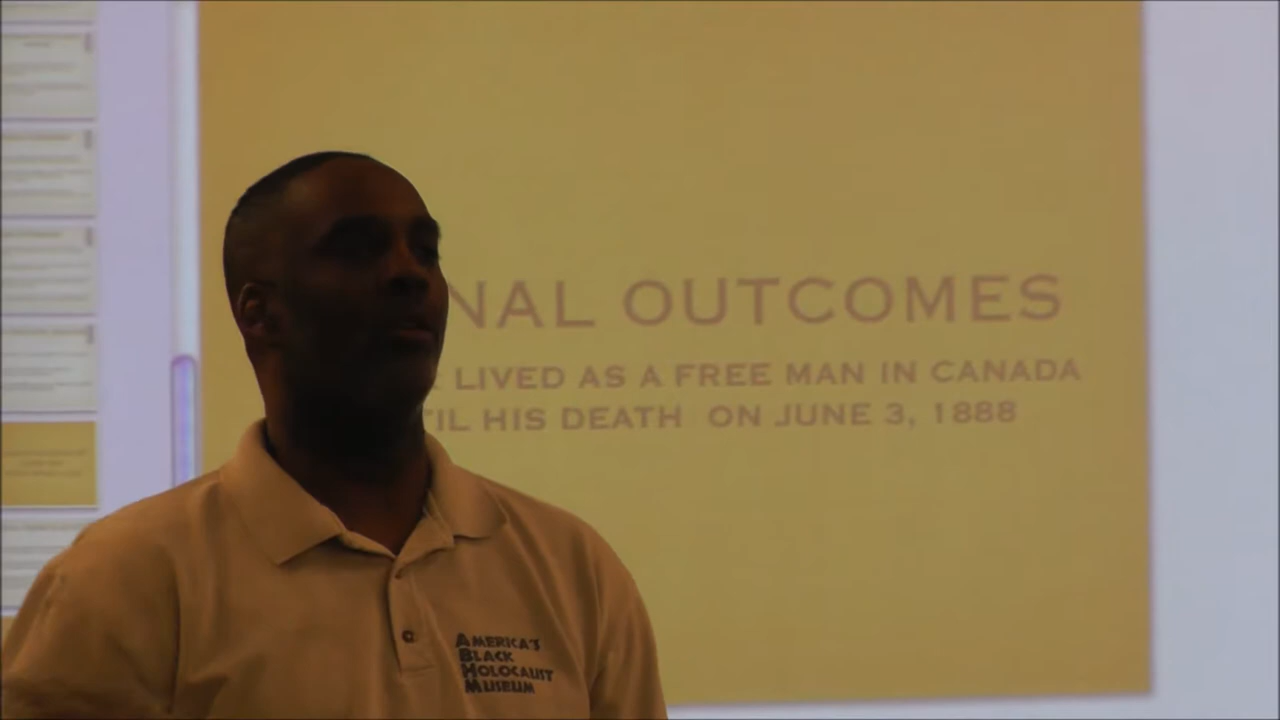 NAL OUTCOMES
LIVED AS A FREE MAN IN CANADA
TIL HIS DEATH ON JUNE 3, 1888
AMERICA'S
BLACK
HOLOCAUST
MUSEUM